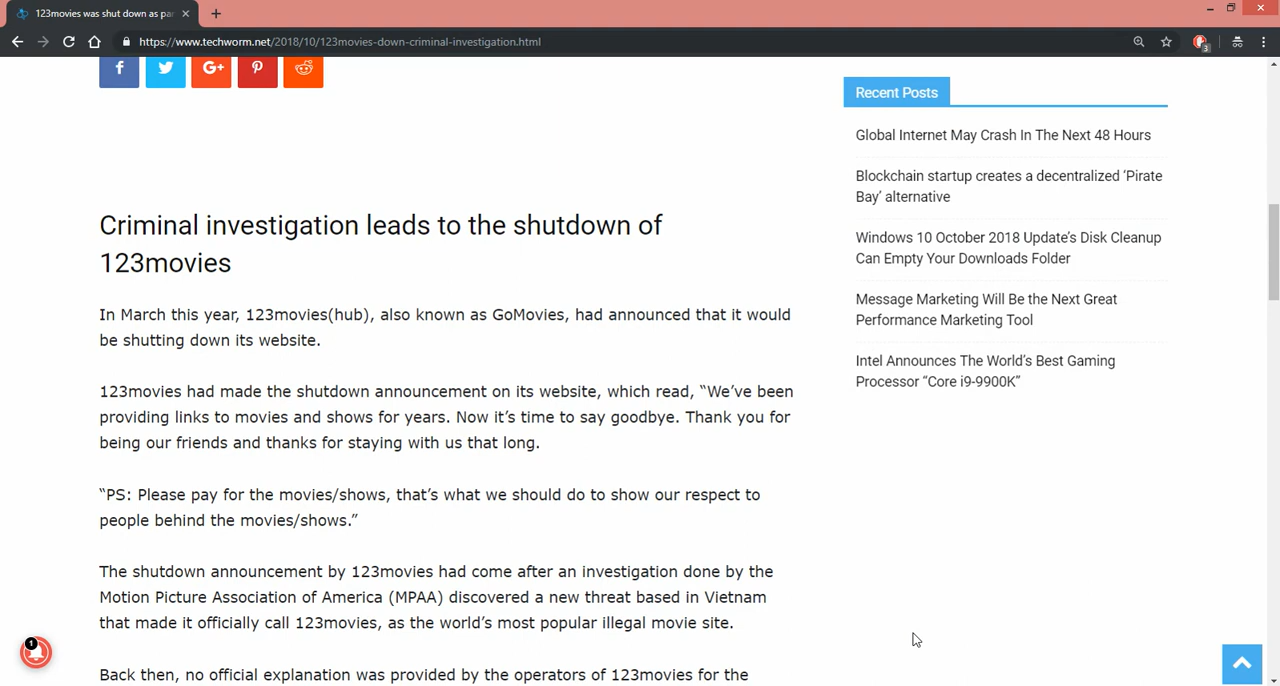 123movies was shut down as pa
https://www.techworm.net/2018/10/123movies-down-criminal-investigation.html
3
G+
Recent Posts
Global Internet May Crash In The Next 48 Hours
Blockchain startup creates a decentralized ‘Pirate
Bay’ alternative
Windows 10 October 2018 Update’s Disk Cleanup
Can Empty Your Downloads Folder
Message Marketing Will Be the Next Great
Performance Marketing Tool
Intel Announces The World’s Best Gaming
Processor “Core i9-9900K”
Criminal investigation leads to the shutdown of
123movies
In March this year, 123movies(hub), also known as GoMovies, had announced that it would
be shutting down its website.
123movies had made the shutdown announcement on its website, which read, “We’ve been
providing links to movies and shows for years. Now it’s time to say goodbye. Thank you for
being our friends and thanks for staying with us that long.
“PS: Please pay for the movies/shows, that’s what we should do to show our respect to
people behind the movies/shows.”
The shutdown announcement by 123movies had come after an investigation done by the
Motion Picture Association of America (MPAA) discovered a new threat based in Vietnam
that made it officially call 123movies, as the world’s most popular illegal movie site.
Back then, no official explanation was provided by the operators of 123movies for the
1